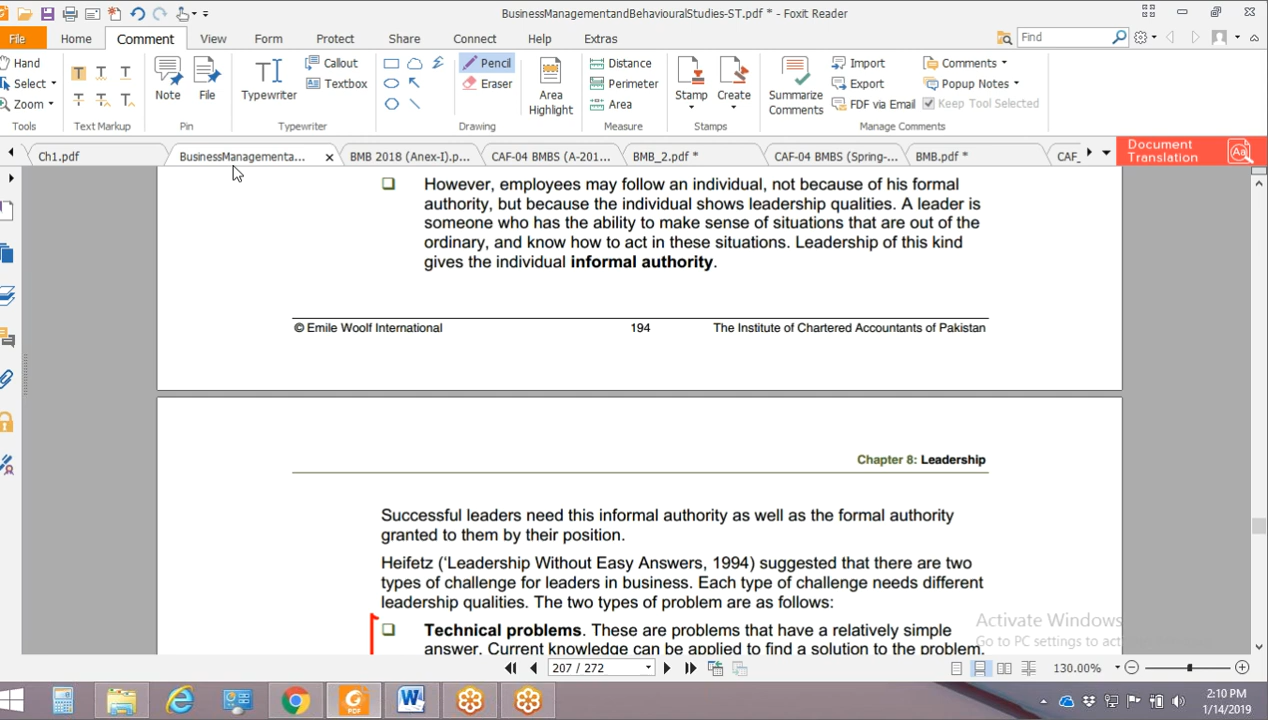 BusinessManagementandBehaviouralStudies-ST.pdf * - Foxit Reader
File Home Comment View Form Protect Share Connect Help Extras Find
Hand
Select
Zoom
Tools
Text Markup
Note
File
Pin
Typewriter
Callout
Textbox
Typewriter
Pencil
Eraser
Drawing
Area
Highlight
Distance
Perimeter
Area
Measure
Stamp
Create
Stamps
Summarize
Comments
Import
Export
FDF via Email
Comments
Popup Notes
Keep Tool Selected
Manage Comments
Ch1.pdf BusinessManagementa... BMB 2018 (Anex-I).p... CAF-04 BMBS (A-201... BMB_2.pdf * CAF-04 BMBS (Spring-... BMB.pdf * CAF_
Document
Translation
However, employees may follow an individual, not because of his formal
authority, but because the individual shows leadership qualities. A leader is
someone who has the ability to make sense of situations that are out of the
ordinary, and know how to act in these situations. Leadership of this kind
gives the individual informal authority.
© Emile Woolf International 194 The Institute of Chartered Accountants of Pakistan
Chapter 8: Leadership
Successful leaders need this informal authority as well as the formal authority
granted to them by their position.
Heifetz (‘Leadership Without Easy Answers, 1994) suggested that there are two
types of challenge for leaders in business. Each type of challenge needs different
leadership qualities. The two types of problem are as follows:
Technical problems. These are problems that have a relatively simple
answer. Current knowledge can be applied to find a solution to the problem.
Activate Windows
Go to PC settings to act
207 / 272
130.00%
2:10 PM
1/14/2019